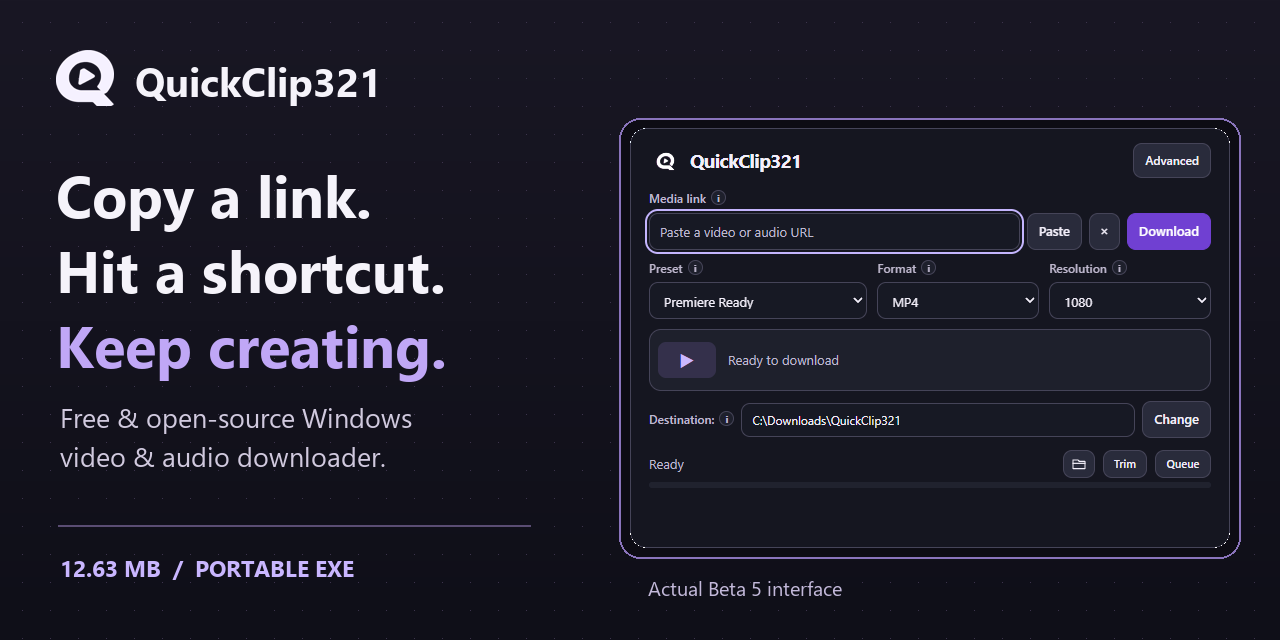 QuickClip321
Copy a link.
Hit a shortcut.
Keep creating.
Free & open-source Windows
video & audio downloader.
12.63 MB / PORTABLE EXE
QuickClip321
Advanced
Media link i
Paste a video or audio URL
Paste
×
Download
Preset i
Format i
Resolution i
Premiere Ready
MP4
1080
Ready to download
Destination: i
C:\Downloads\QuickClip321
Change
Ready
Trim
Queue
Actual Beta 5 interface